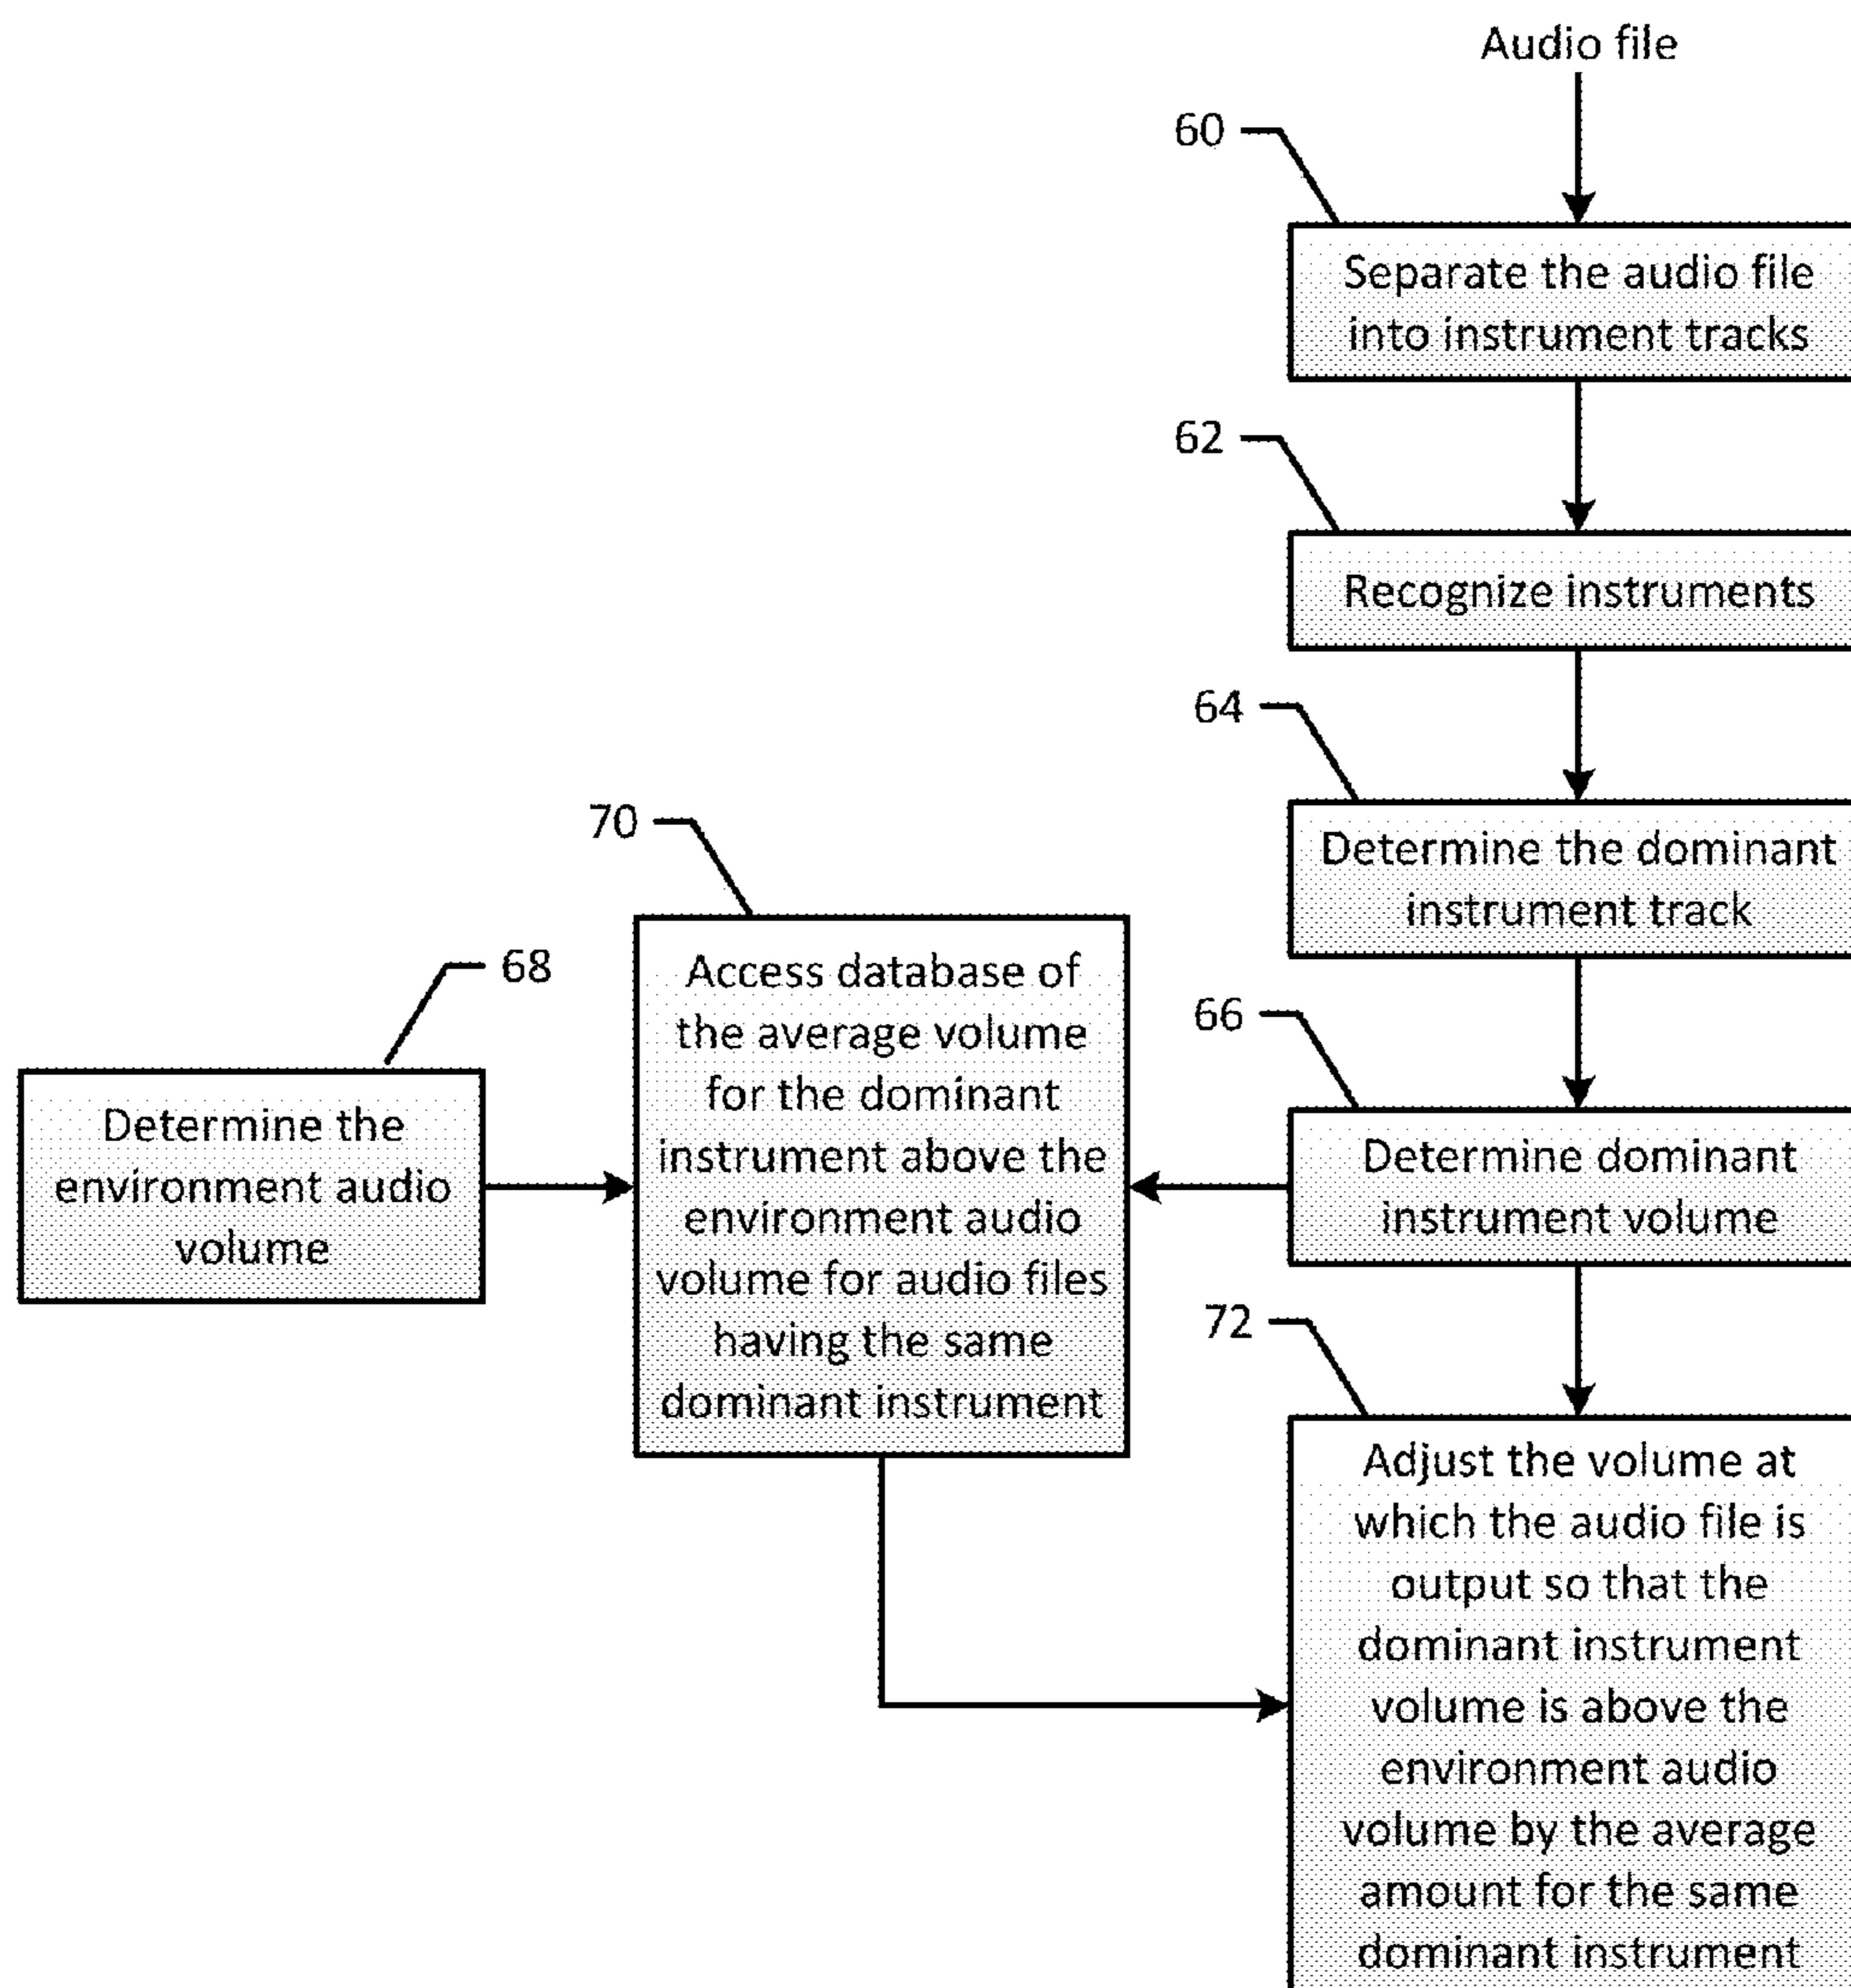 Audio file
60
Separate the audio file
into instrument tracks
62
Recognize instruments
64
Determine the dominant
instrument track
70
Access database of
the average volume
for the dominant
instrument above the
environment audio
volume for audio files
having the same
dominant instrument
68
Determine the
environment audio
volume
66
Determine dominant
instrument volume
72
Adjust the volume at
which the audio file is
output so that the
dominant instrument
volume is above the
environment audio
volume by the average
amount for the same
dominant instrument